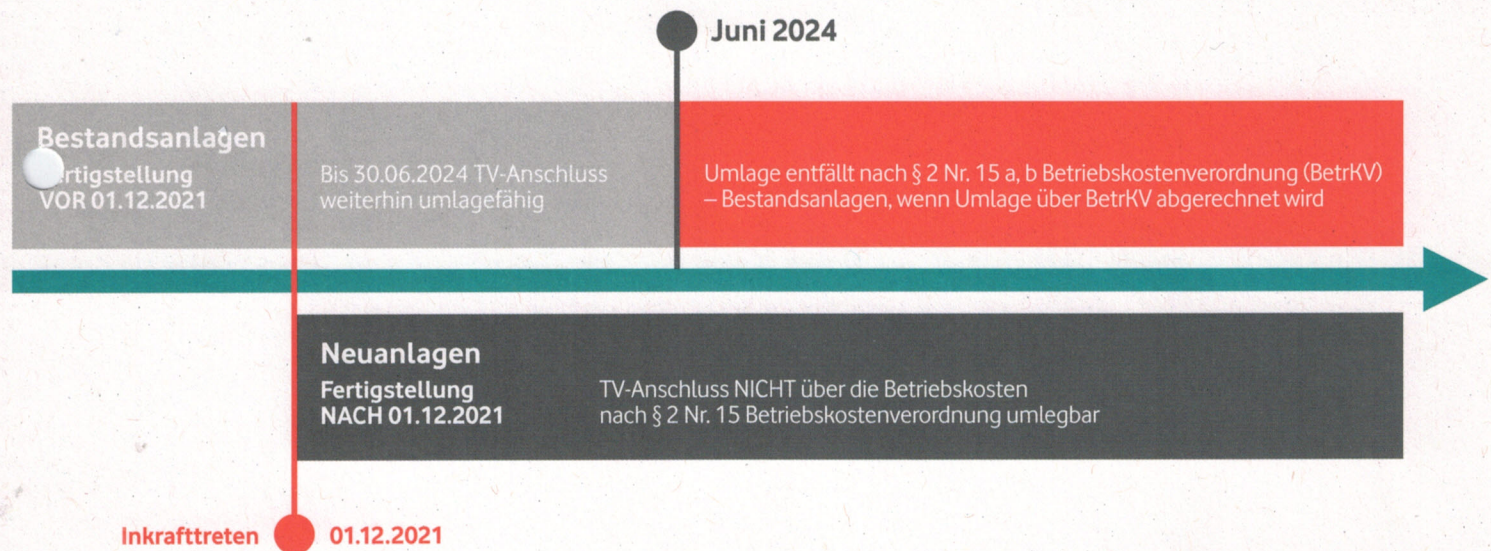 Juni 2024
Bestandsanlagen
rtigstellung
VOR 01.12.2021
Bis 30.06.2024 TV-Anschluss
weiterhin umlagefähig
Umlage entfällt nach § 2 Nr. 15 a, b Betriebskostenverordnung (BetrKV)
– Bestandsanlagen, wenn Umlage über BetrKV abgerechnet wird
Neuanlagen
Fertigstellung
NACH 01.12.2021
TV-Anschluss NICHT über die Betriebskosten
nach § 2 Nr. 15 Betriebskostenverordnung umlegbar
Inkrafttreten 01.12.2021